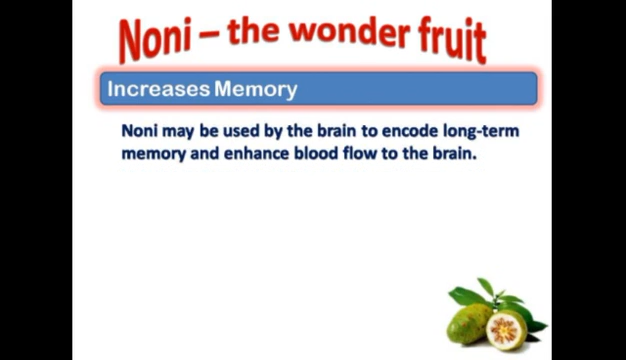 Noni – the wonder fruit
Increases Memory
Noni may be used by the brain to encode long-term
memory and enhance blood flow to the brain.